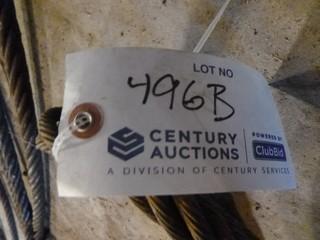 LOT NO
496B
CENTURY
AUCTIONS
POWERED BY
ClubBid
A DIVISION OF CENTURY SERVICES